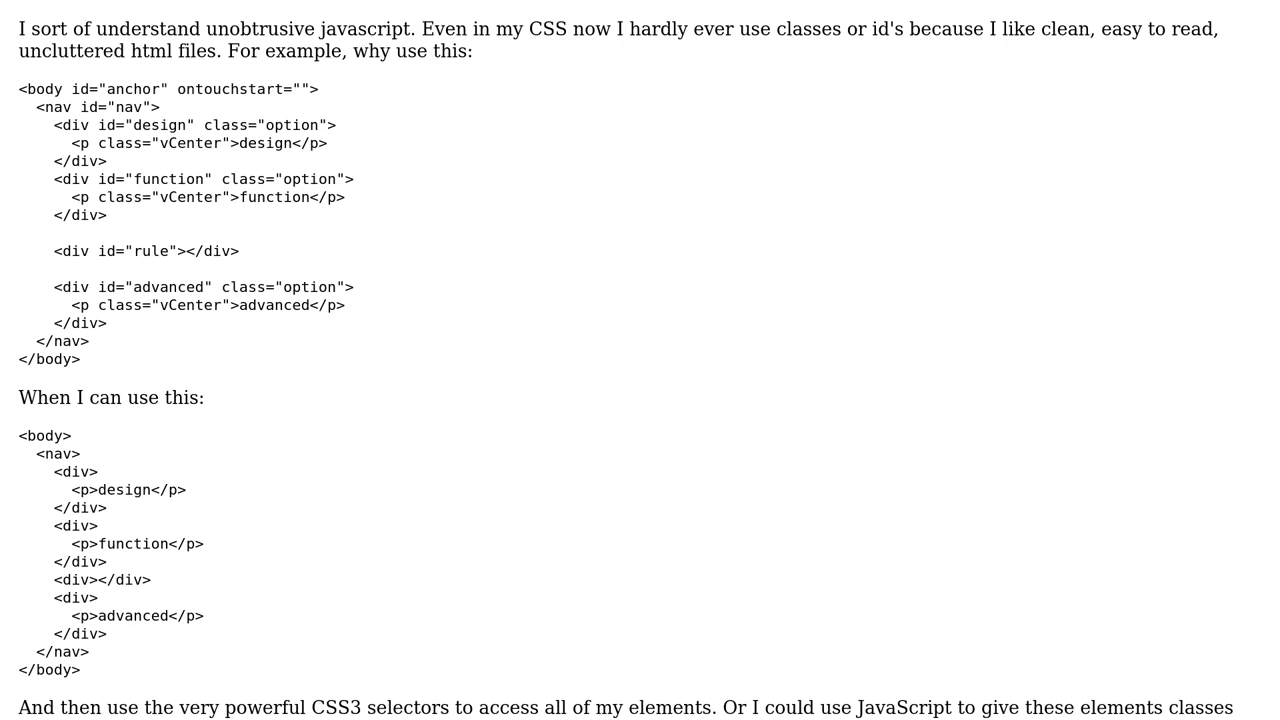 I sort of understand unobtrusive javascript. Even in my CSS now I hardly ever use classes or id's because I like clean, easy to read,
uncluttered html files. For example, why use this:
<body id="anchor" ontouchstart="">
  <nav id="nav">
    <div id="design" class="option">
      <p class="vCenter">design</p>
    </div>
    <div id="function" class="option">
      <p class="vCenter">function</p>
    </div>

    <div id="rule"></div>

    <div id="advanced" class="option">
      <p class="vCenter">advanced</p>
    </div>
  </nav>
</body>
When I can use this:
<body>
  <nav>
    <div>
      <p>design</p>
    </div>
    <div>
      <p>function</p>
    </div>
    <div></div>
    <div>
      <p>advanced</p>
    </div>
  </nav>
</body>
And then use the very powerful CSS3 selectors to access all of my elements. Or I could use JavaScript to give these elements classes